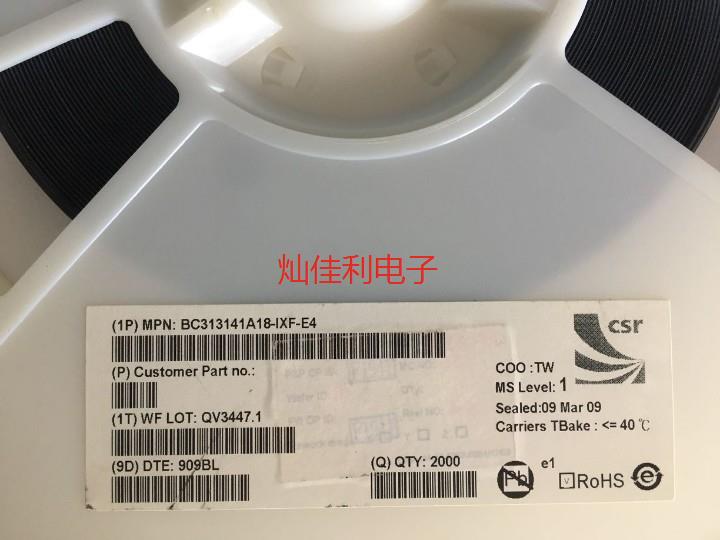 灿佳利电子
(1P) MPN: BC313141A18-IXF-E4
csr
(P) Customer Part no.:
COO :TW
MS Level: 1
(1T) WF LOT: QV3447.1
Sealed:09 Mar 09
Carriers TBake : <= 40 ℃
(9D) DTE: 909BL
(Q) QTY: 2000
Pb
e1
V RoHS e